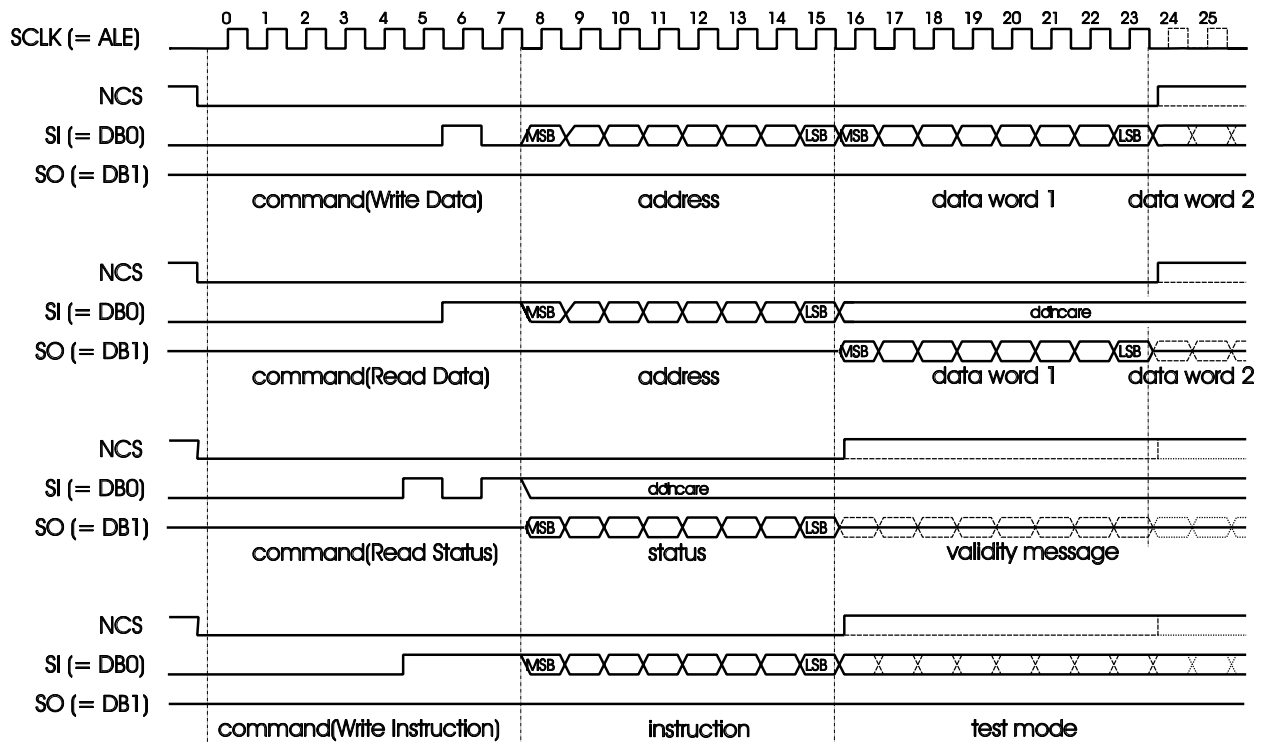 0 1 2 3 4 5 6 7 8 9 10 11 12 13 14 15 16 17 18 19 20 21 22 23 24 25
SCLK (= ALE)
NCS
SI (= DB0) MSB LSB MSB LSB
SO (= DB1)
command(Write Data) address data word 1 data word 2
NCS
SI (= DB0) MSB LSB
SO (= DB1) MSB LSB
command(Read Data) address data word 1 data word 2
NCS
SI (= DB0)
SO (= DB1) MSB LSB
command(Read Status) status validity message
NCS
SI (= DB0) MSB LSB
SO (= DB1)
command(Write Instruction) instruction test mode